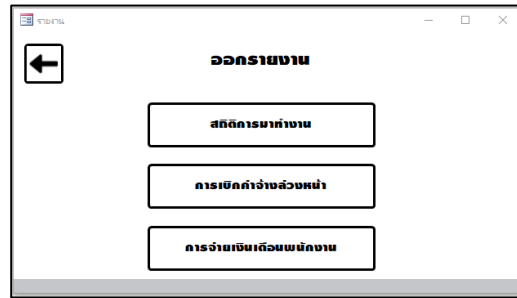 รายงาน
ออกรายงาน
สถิติการมาทำงาน
การเบิกค่าจ้างล่วงหน้า
การจ่ายเงินเดือนพนักงาน